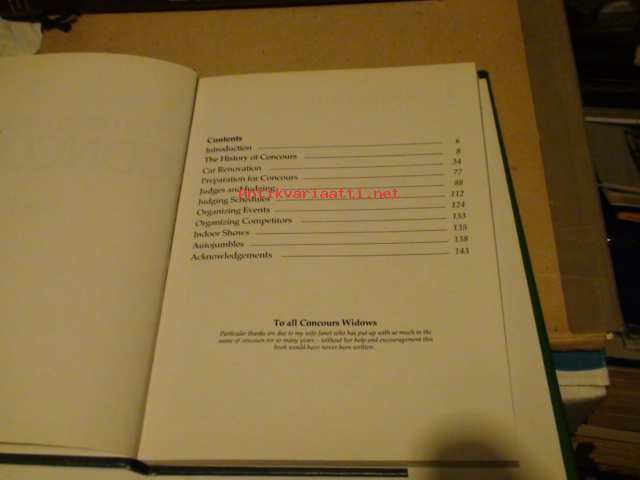 Contents
Introduction 6
The History of Concours 8
Car Renovation 34
Preparation for Concours 77
Judges and Judging 88
Judging Schedules 112
Organizing Events 124
Organizing Competitors 133
Indoor Shows 135
Autojumbles 138
Acknowledgements 143
antikvariaatti.net
To all Concours Widows
Particular thanks are due to my wife Janet who has put up with so much in the
name of concours for so many years – without her help and encouragement this
book would have never been written.